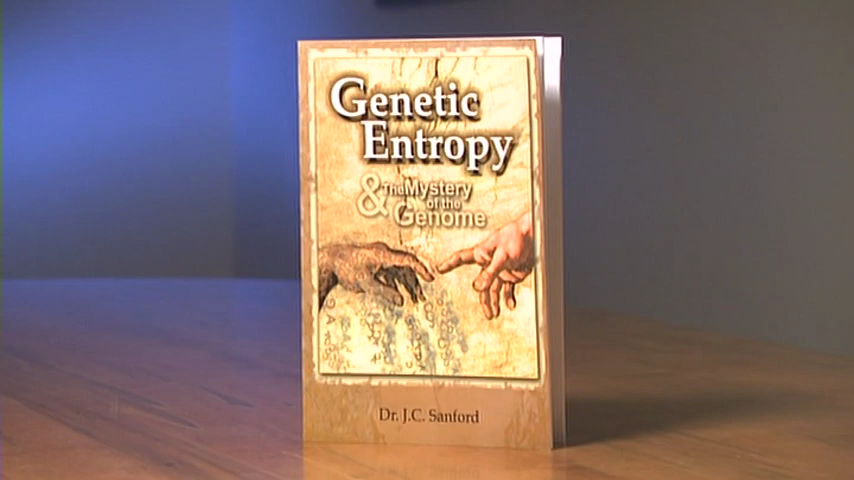 Genetic
Entropy
& The Mystery
of the
Genome
Dr. J.C. Sanford